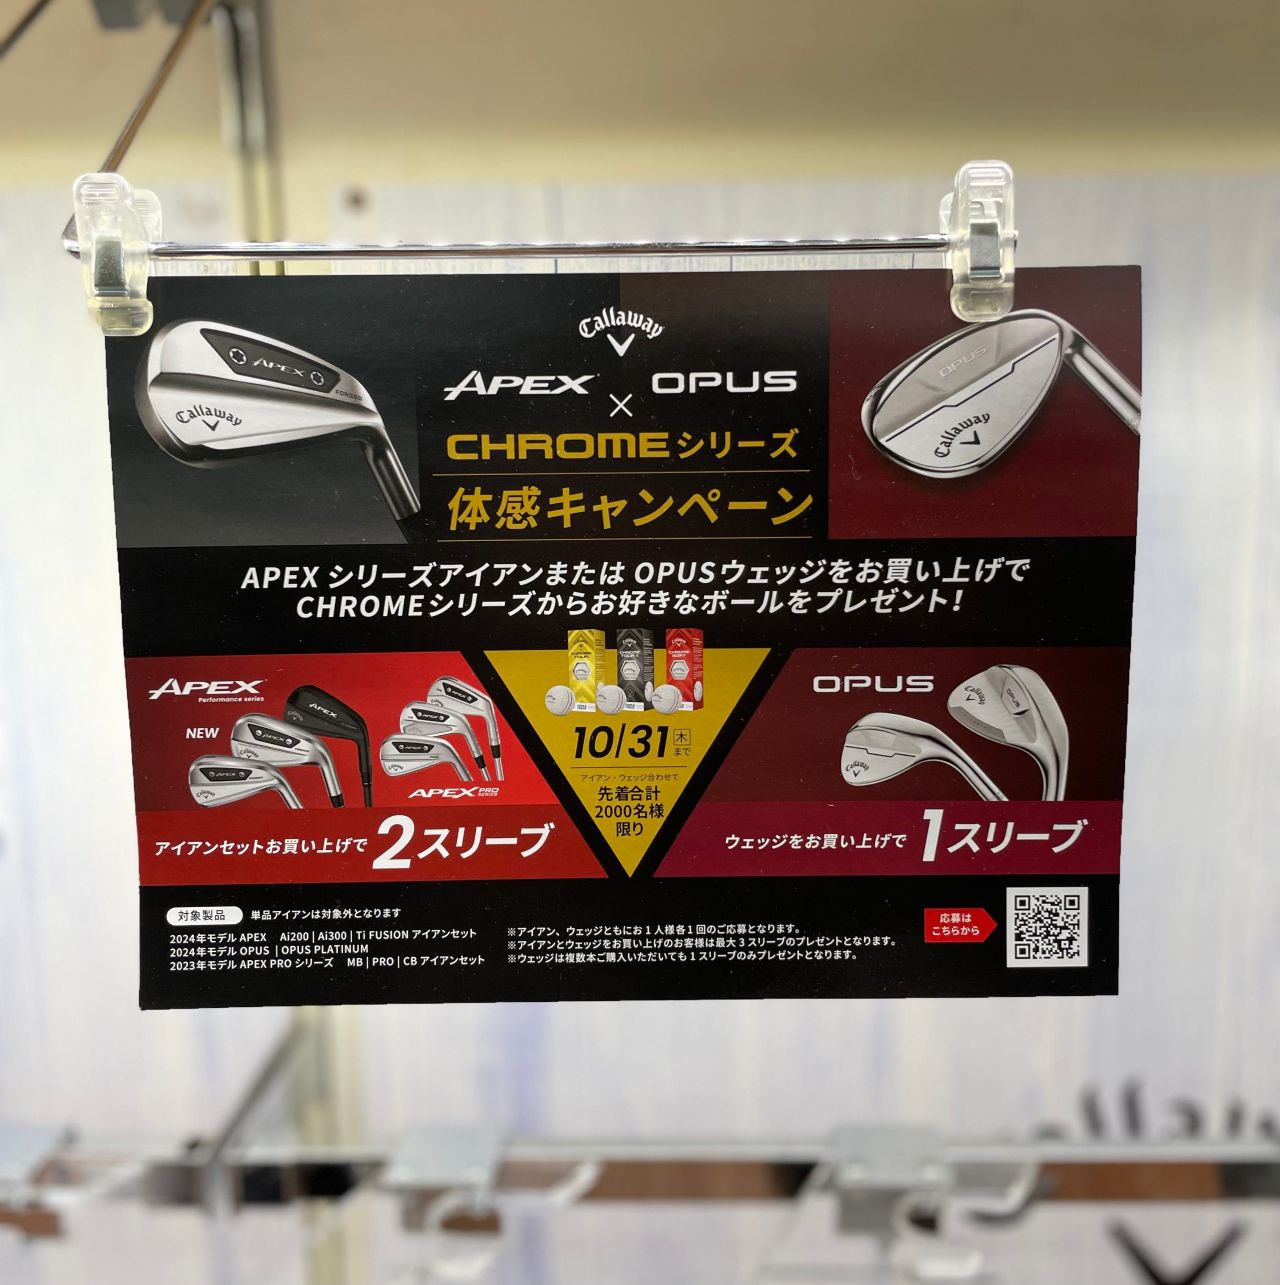 Callaway
APEX × OPUS
CHROMEシリーズ
体感キャンペーン
APEX
FORGED
Callaway
OPUS
Callaway
APEX シリーズアイアンまたは OPUSウェッジをお買い上げで
CHROMEシリーズからお好きなボールをプレゼント!
APEX
Performance series
NEW
APEX PRO SERIES
アイアンセットお買い上げで 2スリーブ
10/31 木 まで
アイアン・ウェッジ合わせて
先着合計
2000名様
限り
OPUS
ウェッジをお買い上げで 1スリーブ
対象製品 単品アイアンは対象外となります
2024年モデル APEX Ai200 | Ai300 | Ti FUSION アイアンセット
2024年モデル OPUS | OPUS PLATINUM
2023年モデル APEX PRO シリーズ MB | PRO | CB アイアンセット
※アイアン、ウェッジともにお1人様各1回のご応募となります。
※アイアンとウェッジをお買い上げのお客様は最大3スリーブのプレゼントとなります。
※ウェッジは複数本ご購入いただいても1スリーブのみプレゼントとなります。
応募は
こちらから